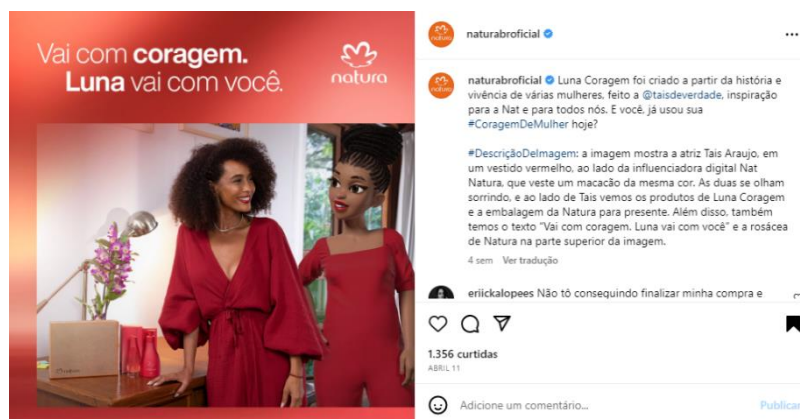 Vai com coragem.
Luna vai com você.
natura
naturabroficial
naturabroficial Luna Coragem foi criado a partir da história e
vivência de várias mulheres, feito a @taisdeverdade, inspiração
para a Nat e para todos nós. E você, já usou sua
#CoragemDeMulher hoje?
#DescriçãoDeImagem: a imagem mostra a atriz Tais Araujo, em
um vestido vermelho, ao lado da influenciadora digital Nat
Natura, que veste um macacão da mesma cor. As duas se olham
sorrindo, e ao lado de Tais vemos os produtos de Luna Coragem
e a embalagem da Natura para presente. Além disso, também
temos o texto "Vai com coragem. Luna vai com você" e a rosácea
de Natura na parte superior da imagem.
4 sem Ver tradução
eriickalopees Não tô conseguindo finalizar minha compra e
1.356 curtidas
ABRIL 11
Adicione um comentário...
Publicar